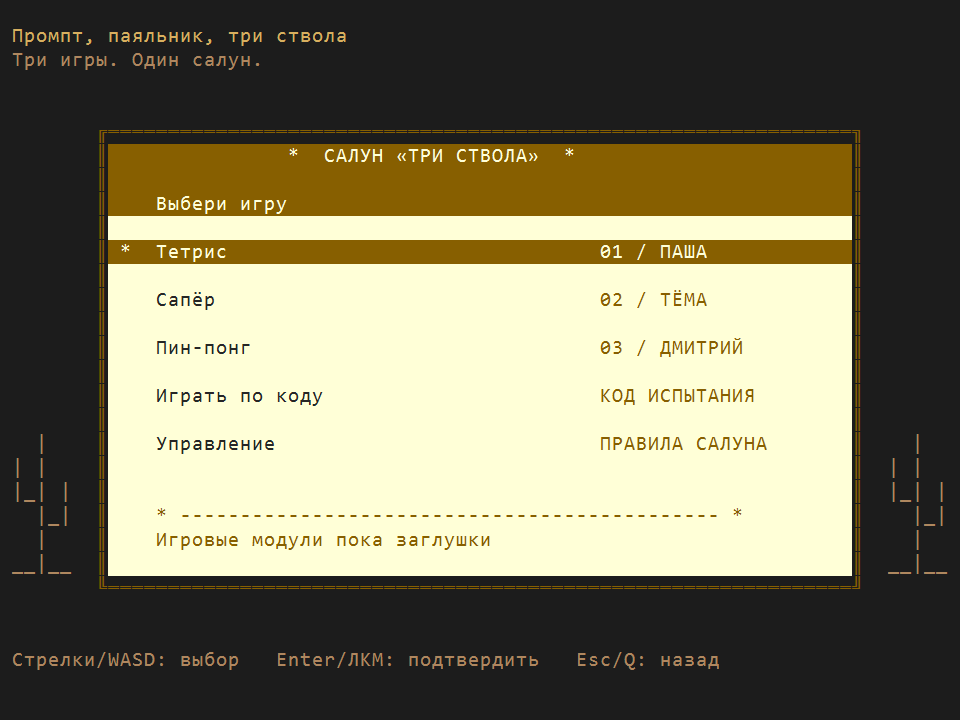 Промпт, паяльник, три ствола
Три игры. Один салун.
* САЛУН «ТРИ СТВОЛА» *
Выбери игру
* Тетрис 01 / ПАША
Сапёр 02 / ТЁМА
Пин-понг 03 / ДМИТРИЙ
Играть по коду КОД ИСПЫТАНИЯ
Управление ПРАВИЛА САЛУНА
* --------------------------------------------- *
Игровые модули пока заглушки
Стрелки/WASD: выбор Enter/ЛКМ: подтвердить Esc/Q: назад